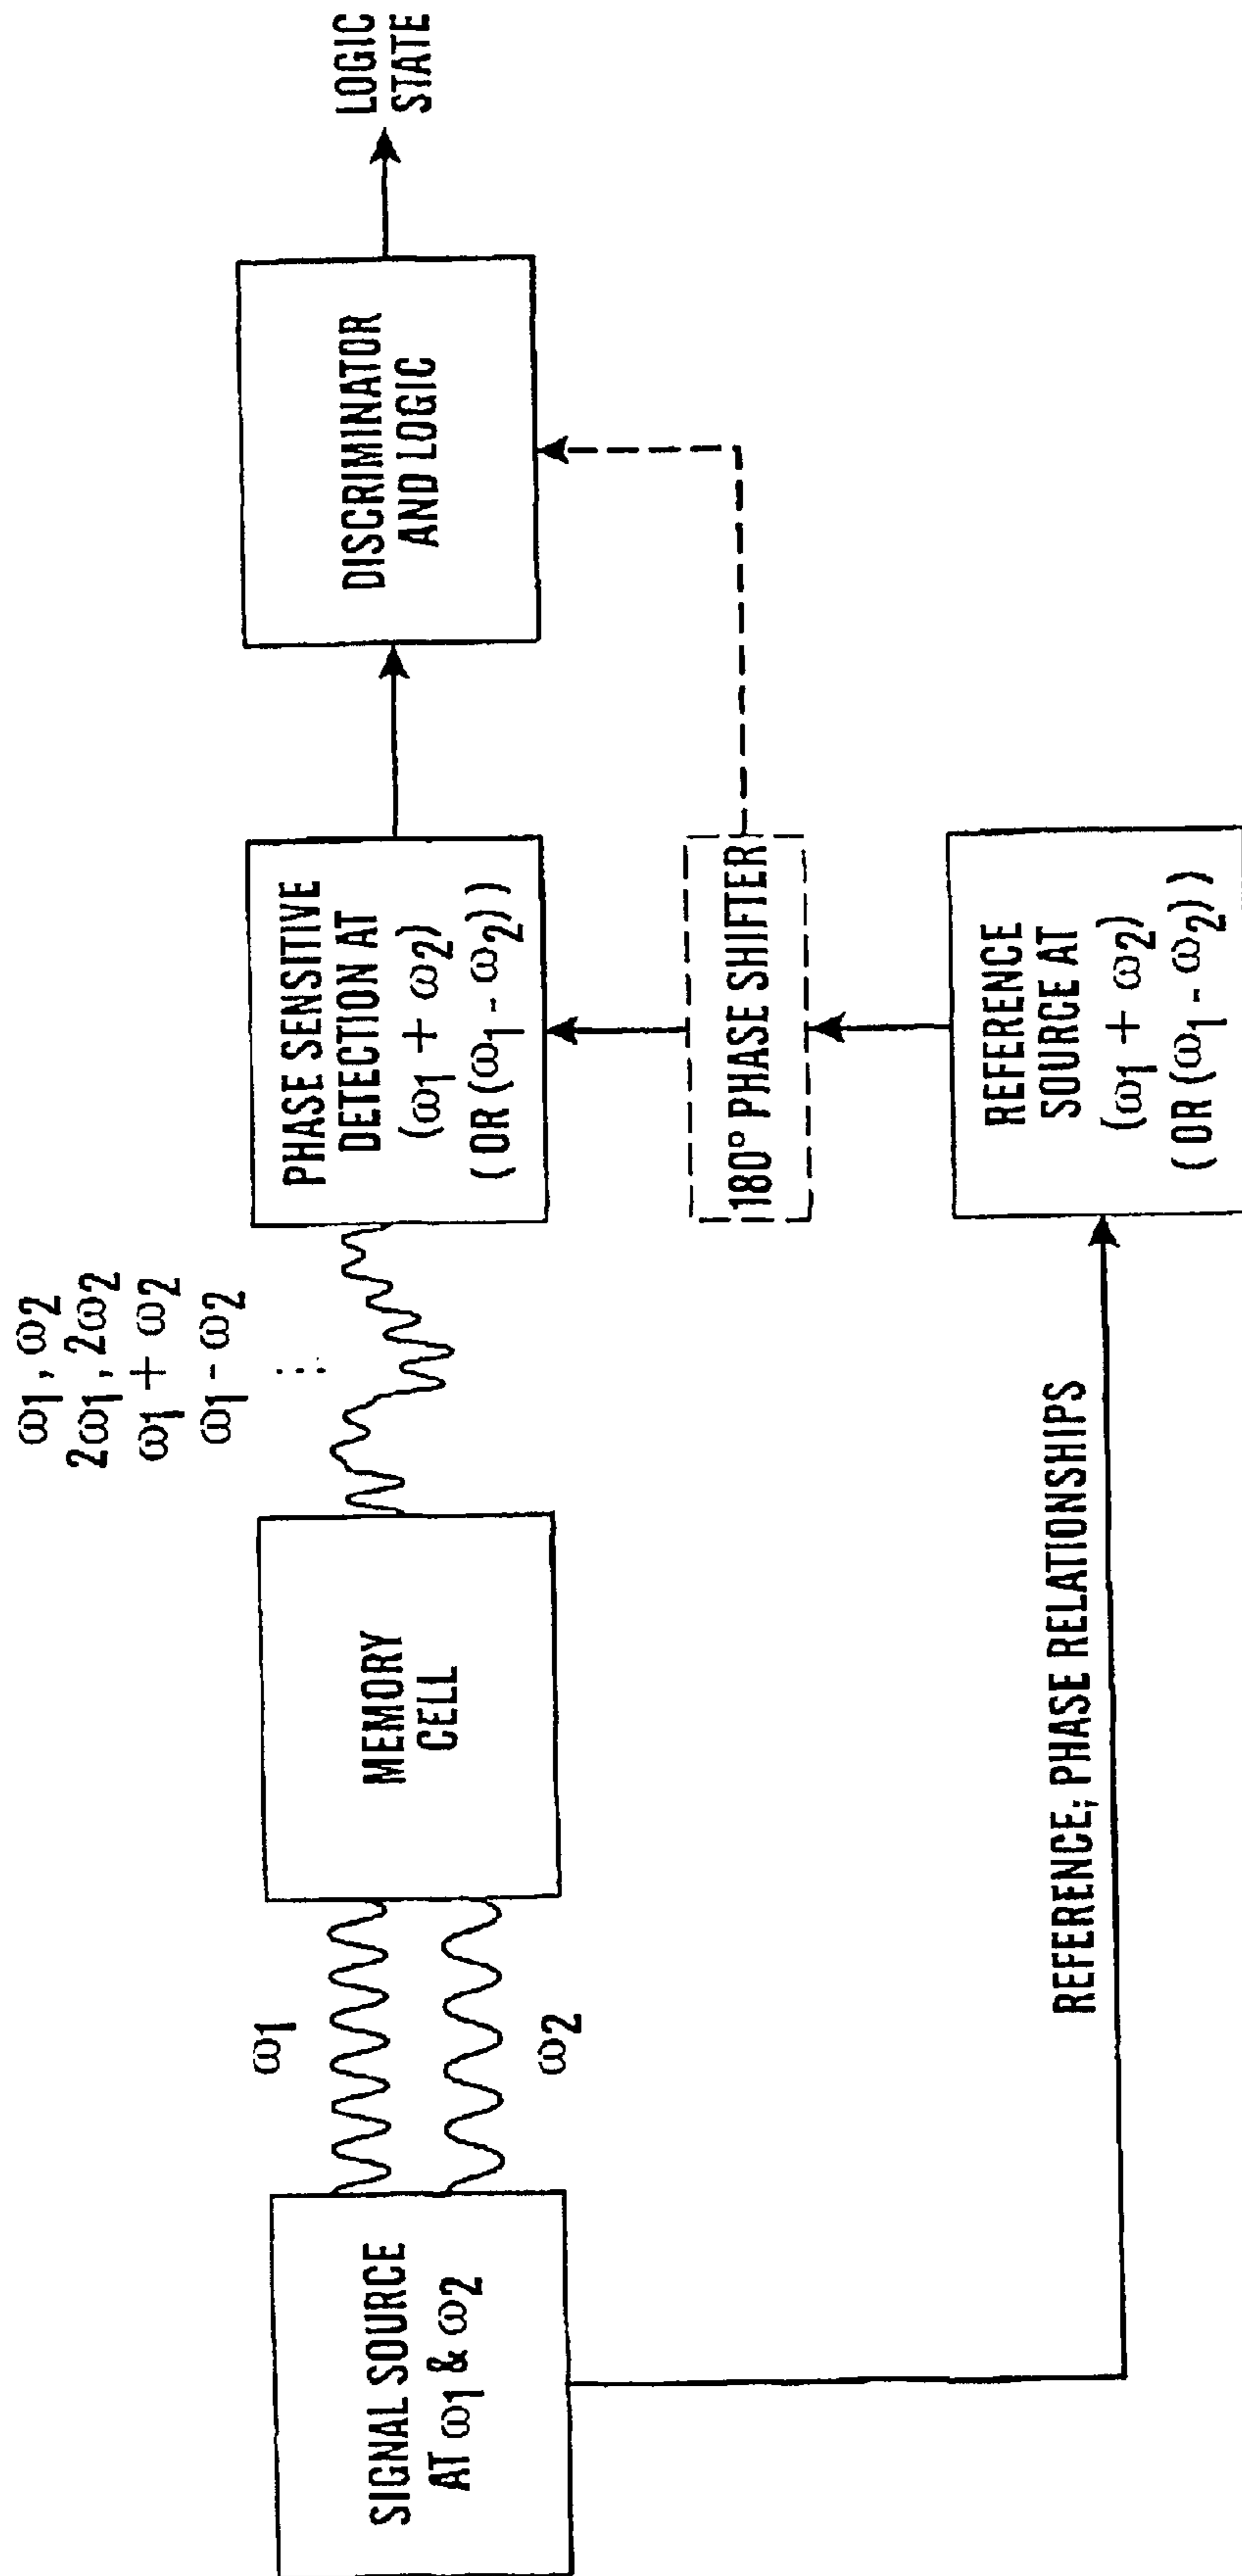 SIGNAL SOURCE
AT ω1 & ω2
ω1
ω2
MEMORY
CELL
ω1, ω2
2ω1, 2ω2
ω1 + ω2
ω1 - ω2
⋮
PHASE SENSITIVE
DETECTION AT
(ω1 + ω2)
( OR (ω1 - ω2) )
DISCRIMINATOR
AND LOGIC
LOGIC
STATE
180° PHASE SHIFTER
REFERENCE
SOURCE AT
(ω1 + ω2)
( OR (ω1 - ω2) )
REFERENCE; PHASE RELATIONSHIPS